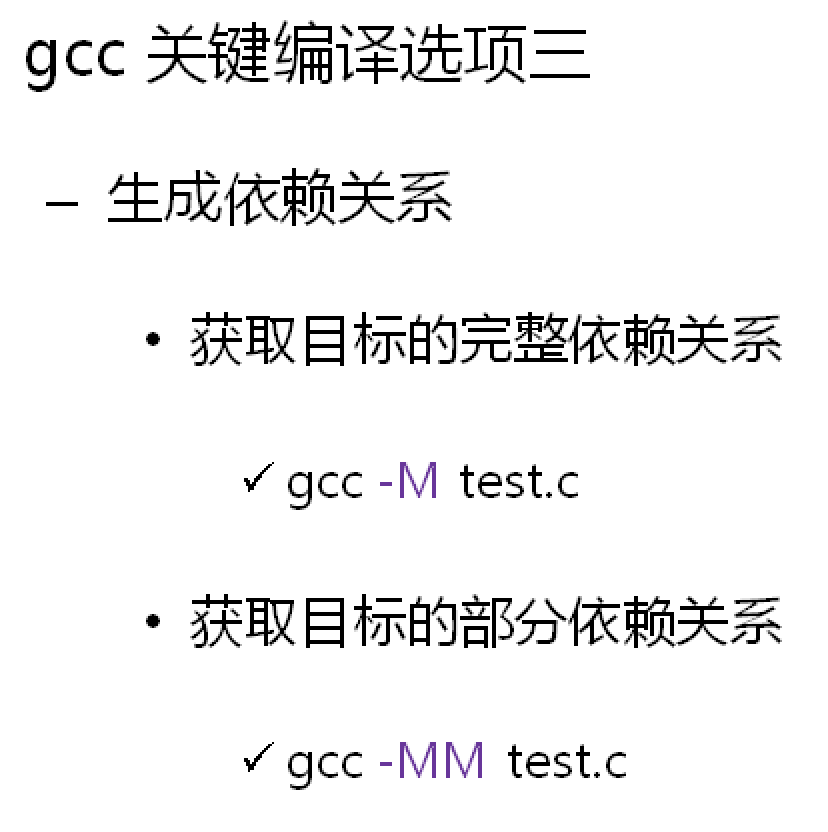 gcc 关键编译选项三
– 生成依赖关系
• 获取目标的完整依赖关系
✓ gcc -M test.c
• 获取目标的部分依赖关系
✓ gcc -MM test.c